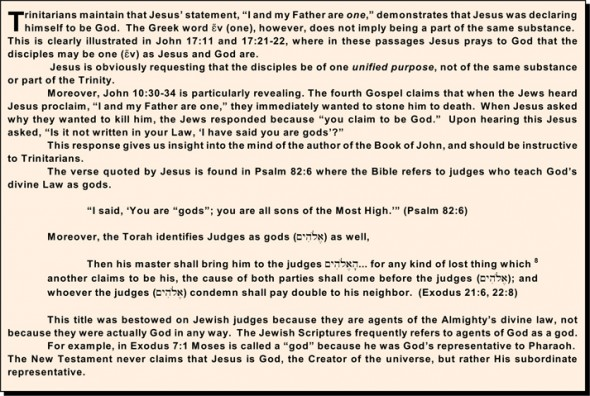 Trinitarians maintain that Jesus' statement, "I and my Father are one," demonstrates that Jesus was declaring
himself to be God. The Greek word ἕν (one), however, does not imply being a part of the same substance.
This is clearly illustrated in John 17:11 and 17:21-22, where in these passages Jesus prays to God that the
disciples may be one (ἕν) as Jesus and God are.
Jesus is obviously requesting that the disciples be of one unified purpose, not of the same substance
or part of the Trinity.
Moreover, John 10:30-34 is particularly revealing. The fourth Gospel claims that when the Jews heard
Jesus proclaim, "I and my Father are one," they immediately wanted to stone him to death. When Jesus asked
why they wanted to kill him, the Jews responded because "you claim to be God." Upon hearing this Jesus
asked, "Is it not written in your Law, 'I have said you are gods'?"
This response gives us insight into the mind of the author of the Book of John, and should be instructive
to Trinitarians.
The verse quoted by Jesus is found in Psalm 82:6 where the Bible refers to judges who teach God's
divine Law as gods.
"I said, 'You are "gods"; you are all sons of the Most High.'" (Psalm 82:6)
Moreover, the Torah identifies Judges as gods (אֱלֹהִים) as well,
Then his master shall bring him to the judges הָאֱלֹהִים... for any kind of lost thing which 8
another claims to be his, the cause of both parties shall come before the judges (אֱלֹהִים); and
whoever the judges (אֱלֹהִים) condemn shall pay double to his neighbor. (Exodus 21:6, 22:8)
This title was bestowed on Jewish judges because they are agents of the Almighty's divine law, not
because they were actually God in any way. The Jewish Scriptures frequently refers to agents of God as a god.
For example, in Exodus 7:1 Moses is called a "god" because he was God's representative to Pharaoh.
The New Testament never claims that Jesus is God, the Creator of the universe, but rather His subordinate
representative.